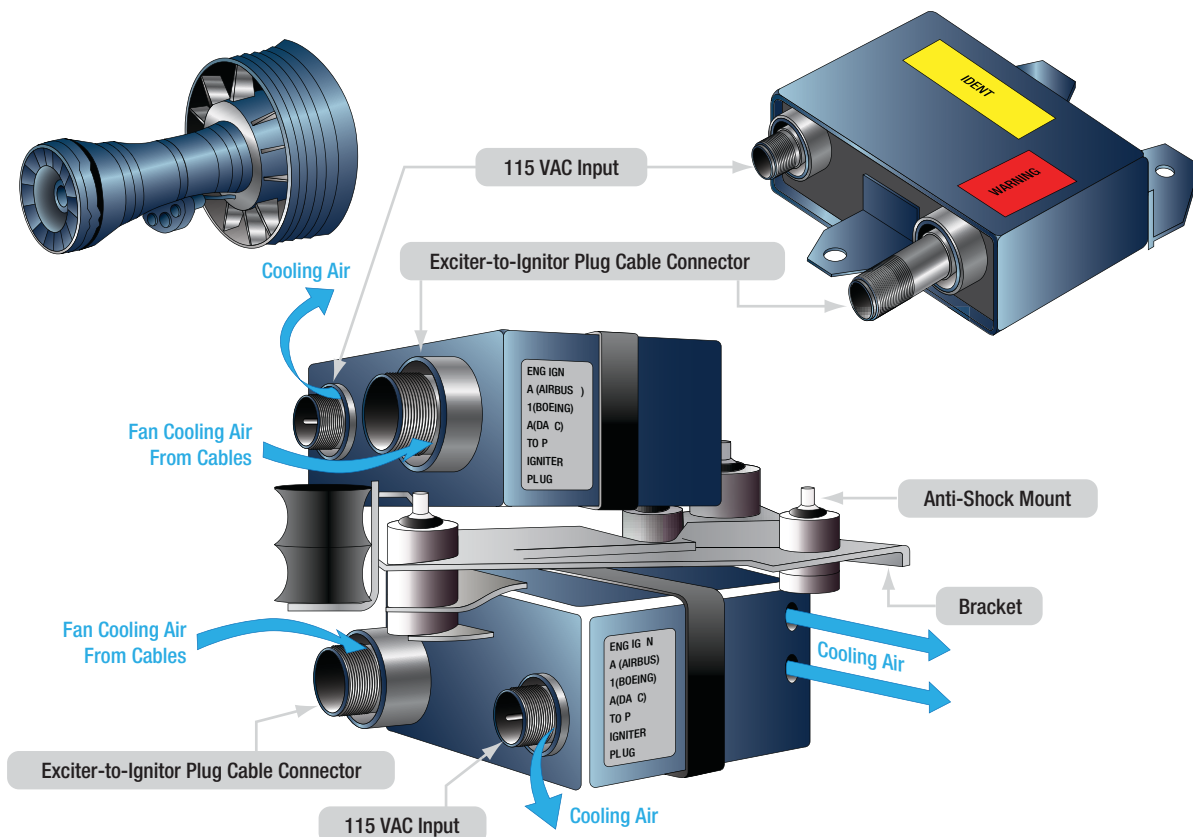 IDENT
WARNING
115 VAC Input
Exciter-to-Ignitor Plug Cable Connector
Cooling Air
ENG IGN
A (AIRBUS )
1(BOEING)
A(DA C)
TO P
IGNITER
PLUG
Fan Cooling Air
From Cables
Anti-Shock Mount
Bracket
Fan Cooling Air
From Cables
ENG IG N
A (AIRBUS)
1(BOEING)
A(DA C)
TO P
IGNITER
PLUG
Cooling Air
Exciter-to-Ignitor Plug Cable Connector
115 VAC Input
Cooling Air